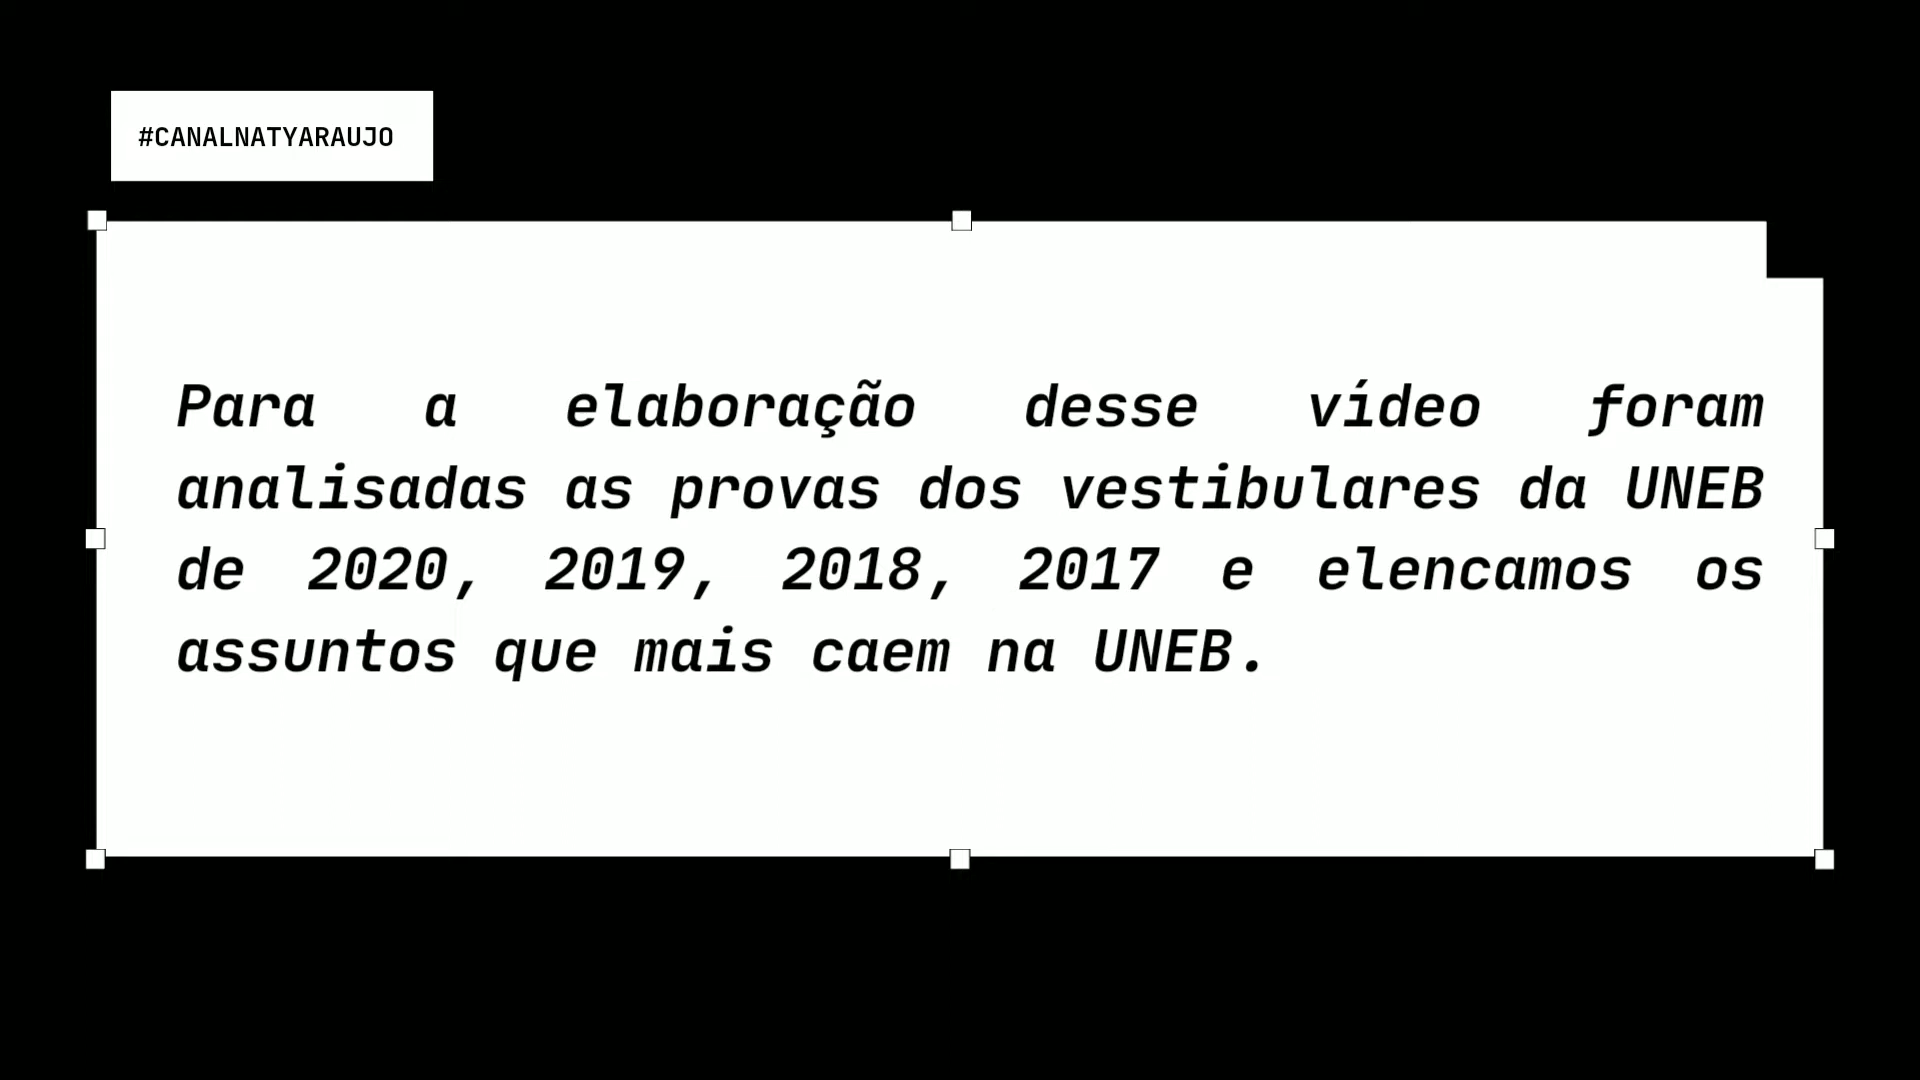 #CANALNATYARAUJO
Para a elaboração desse vídeo foram
analisadas as provas dos vestibulares da UNEB
de 2020, 2019, 2018, 2017 e elencamos os
assuntos que mais caem na UNEB.